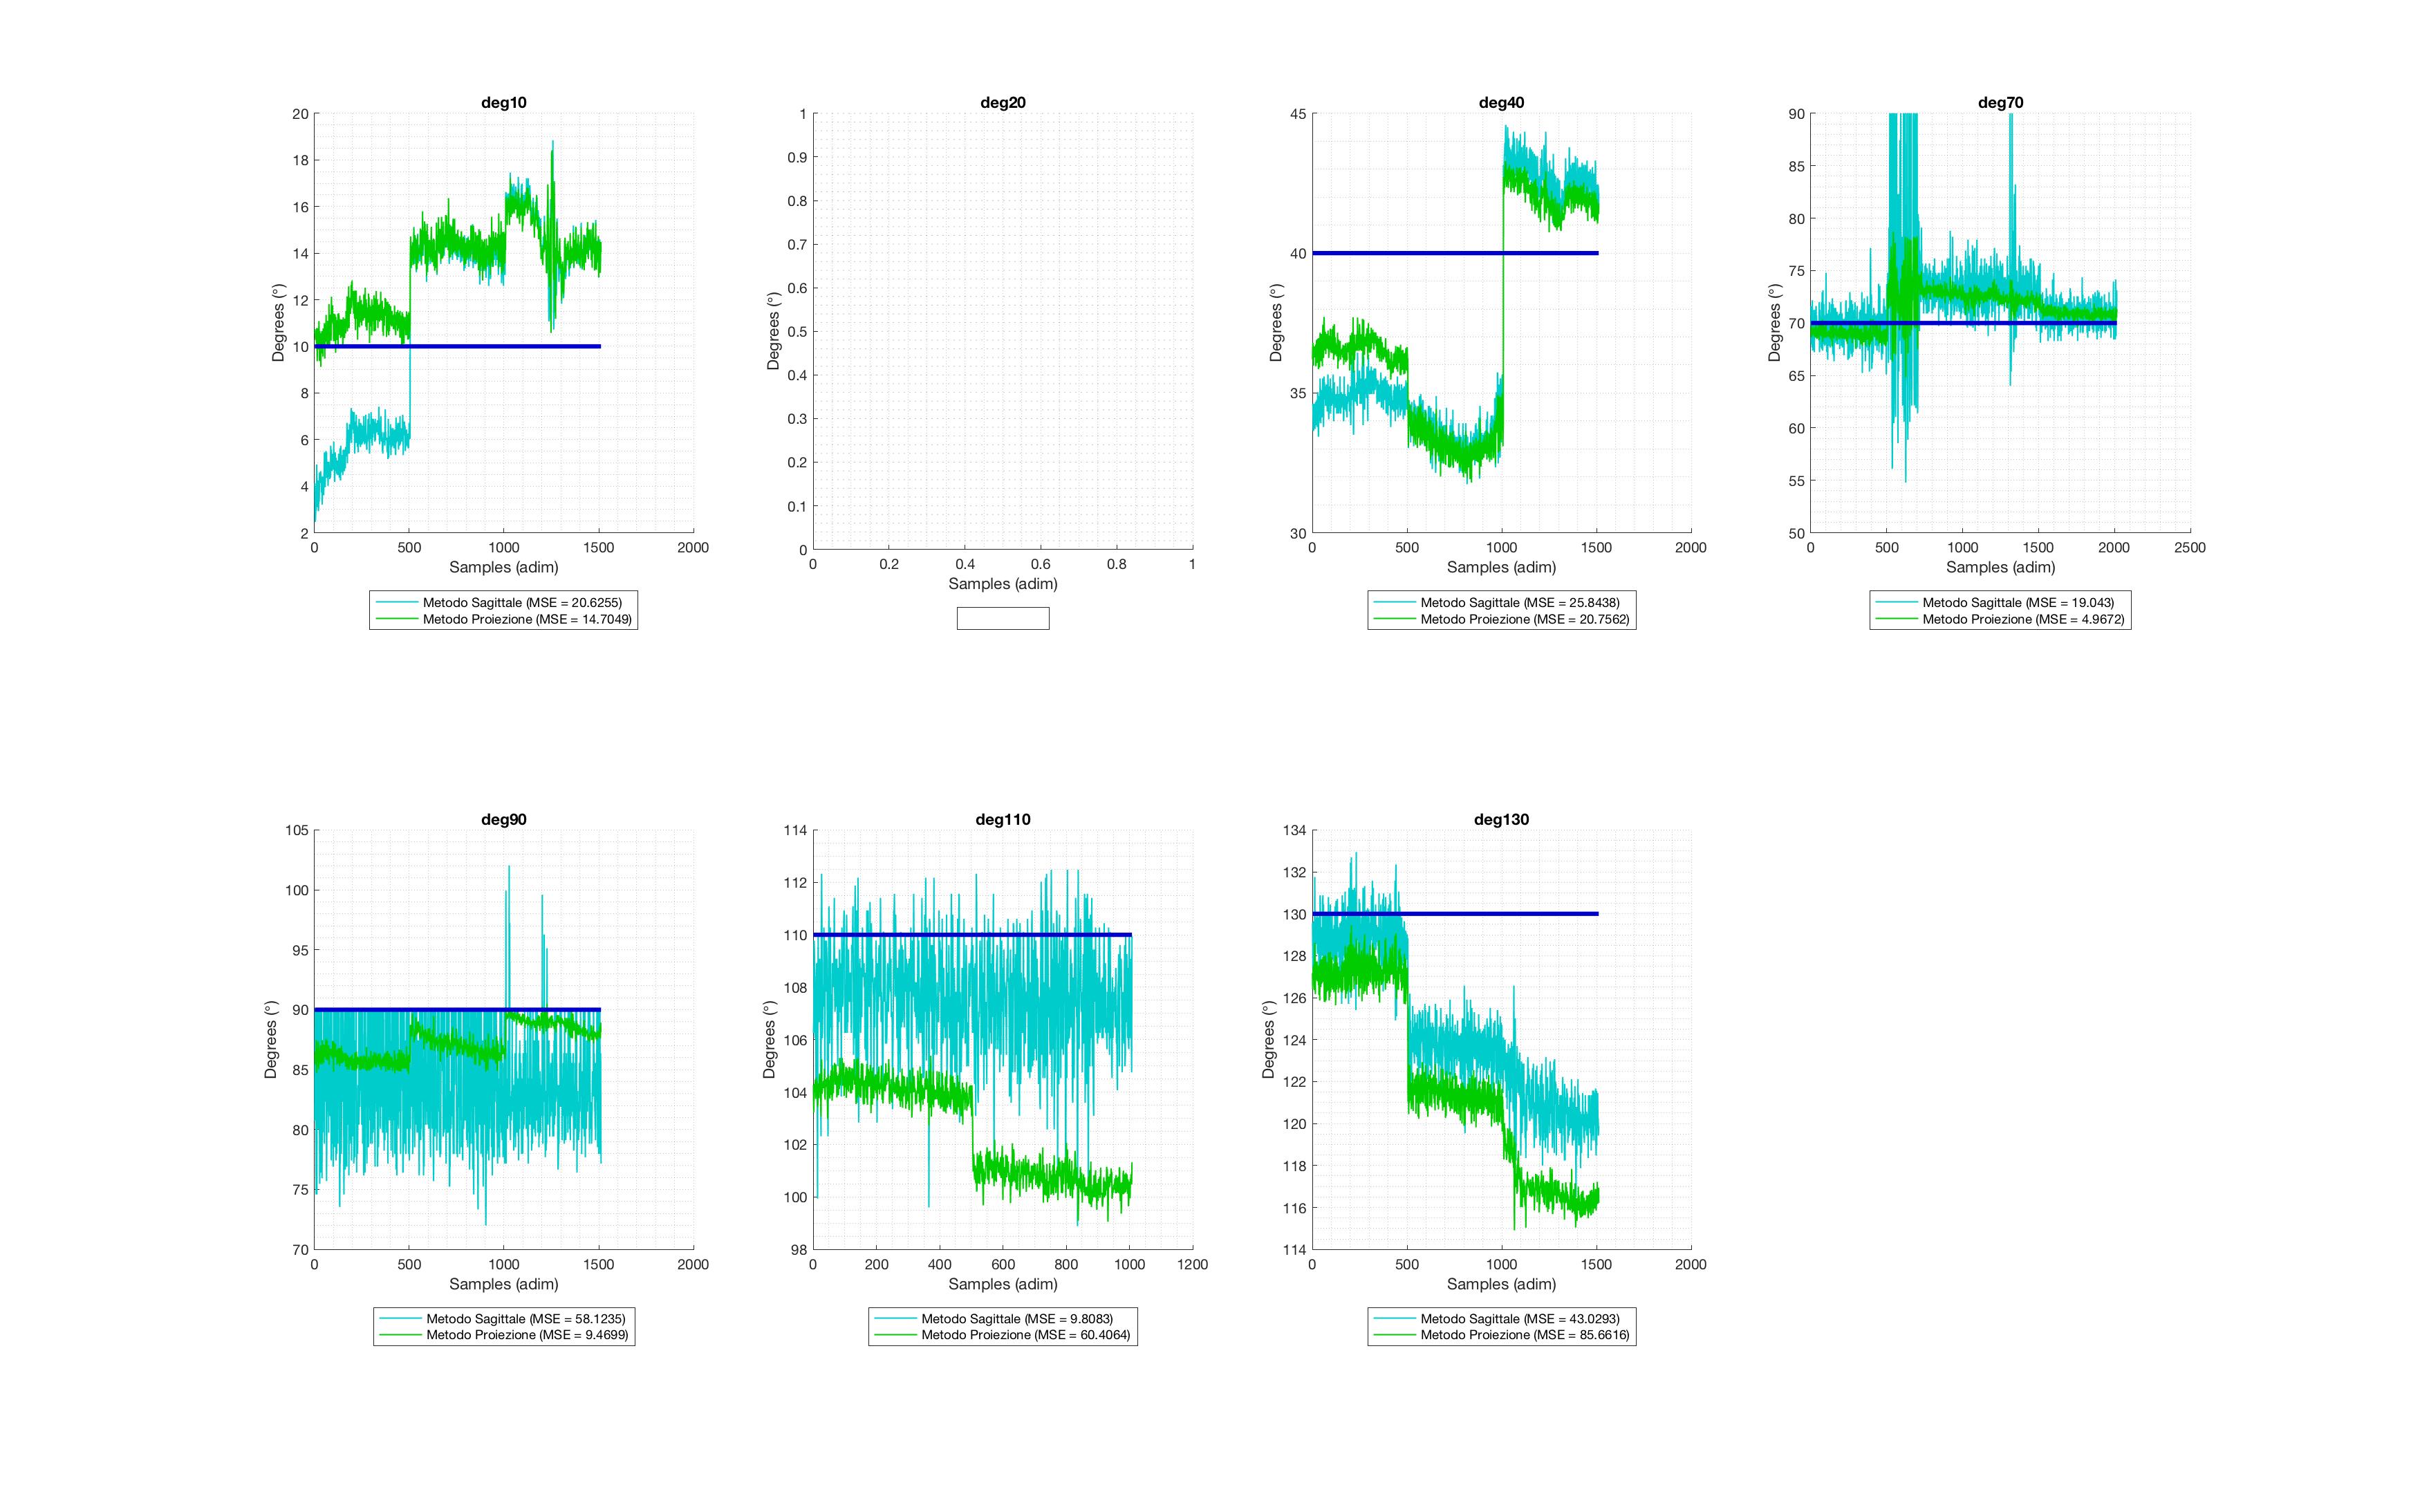 deg10
20
18
16
14
12
10
8
6
4
2
Degrees (°)
0 500 1000 1500 2000
Samples (adim)
Metodo Sagittale (MSE = 20.6255)
Metodo Proiezione (MSE = 14.7049)
deg20
1
0.9
0.8
0.7
0.6
0.5
0.4
0.3
0.2
0.1
0
Degrees (°)
0 0.2 0.4 0.6 0.8 1
Samples (adim)
deg40
45
40
35
30
Degrees (°)
0 500 1000 1500 2000
Samples (adim)
Metodo Sagittale (MSE = 25.8438)
Metodo Proiezione (MSE = 20.7562)
deg70
90
85
80
75
70
65
60
55
50
Degrees (°)
0 500 1000 1500 2000 2500
Samples (adim)
Metodo Sagittale (MSE = 19.043)
Metodo Proiezione (MSE = 4.9672)
deg90
105
100
95
90
85
80
75
70
Degrees (°)
0 500 1000 1500 2000
Samples (adim)
Metodo Sagittale (MSE = 58.1235)
Metodo Proiezione (MSE = 9.4699)
deg110
114
112
110
108
106
104
102
100
98
Degrees (°)
0 200 400 600 800 1000 1200
Samples (adim)
Metodo Sagittale (MSE = 9.8083)
Metodo Proiezione (MSE = 60.4064)
deg130
134
132
130
128
126
124
122
120
118
116
114
Degrees (°)
0 500 1000 1500 2000
Samples (adim)
Metodo Sagittale (MSE = 43.0293)
Metodo Proiezione (MSE = 85.6616)